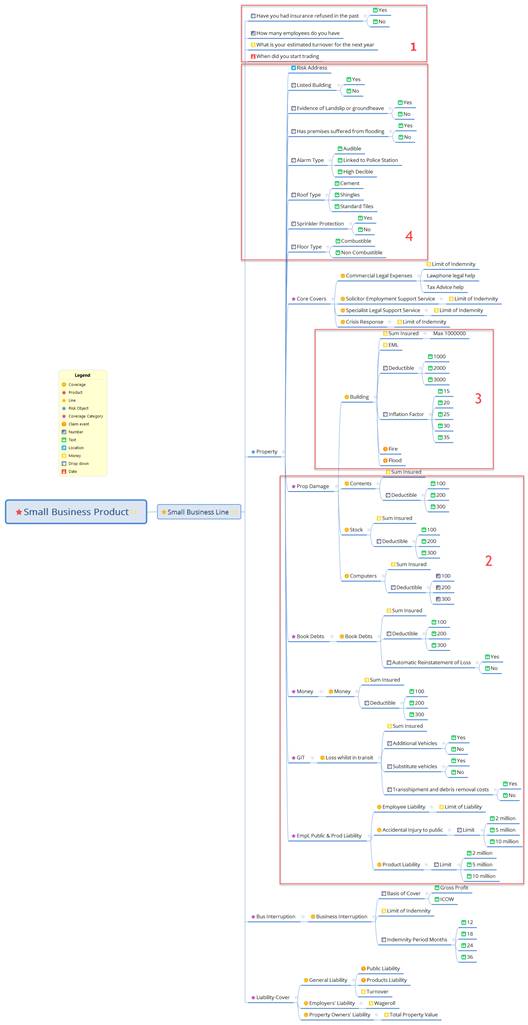 Have you had insurance refused in the past
Yes
No
How many employees do you have
What is your estimated turnover for the next year
When did you start trading
1
Risk Address
Listed Building
Yes
No
Evidence of Landslip or groundheave
Yes
No
Has premises suffered from flooding
Yes
No
Alarm Type
Audible
Linked to Police Station
High Decible
Roof Type
Cement
Shingles
Standard Tiles
Sprinkler Protection
Yes
No
Floor Type
Combustible
Non Combustible
4
Core Covers
Commercial Legal Expenses
Limit of Indemnity
Lawphone legal help
Tax Advice help
Solicitor Employment Support Service
Limit of Indemnity
Specialist Legal Support Service
Limit of Indemnity
Crisis Response
Limit of Indemnity
Legend
Coverage
Product
Line
Risk Object
Coverage Category
Claim event
Number
Text
Location
Money
Drop down
Date
Small Business Product
Small Business Line
Property
Prop Damage
Building
Sum Insured
Max 1000000
EML
Deductible
1000
2000
3000
Inflation Factor
15
20
25
30
35
Fire
Flood
3
Contents
Sum Insured
Deductible
100
200
300
Stock
Sum Insured
Deductible
100
200
300
Computers
Sum Insured
Deductible
100
200
300
2
Book Debts
Book Debts
Sum Insured
Deductible
100
200
300
Automatic Reinstatement of Loss
Yes
No
Money
Money
Sum Insured
Deductible
100
200
300
GIT
Loss whilst in transit
Sum Insured
Additional Vehicles
Yes
No
Substitute vehicles
Yes
No
Transshipment and debris removal costs
Yes
No
Empl, Public & Prod Liability
Employee Liability
Limit of Liability
Accidental Injury to public
Limit
2 million
5 million
10 million
Product Liability
Limit
2 million
5 million
10 million
Bus Interruption
Business Interruption
Basis of Cover
Gross Profit
ICOW
Limit of Indemnity
Indemnity Period Months
12
18
24
36
Liability Cover
General Liability
Public Liability
Products Liability
Turnover
Employers' Liability
Wageroll
Property Owners' Liability
Total Property Value